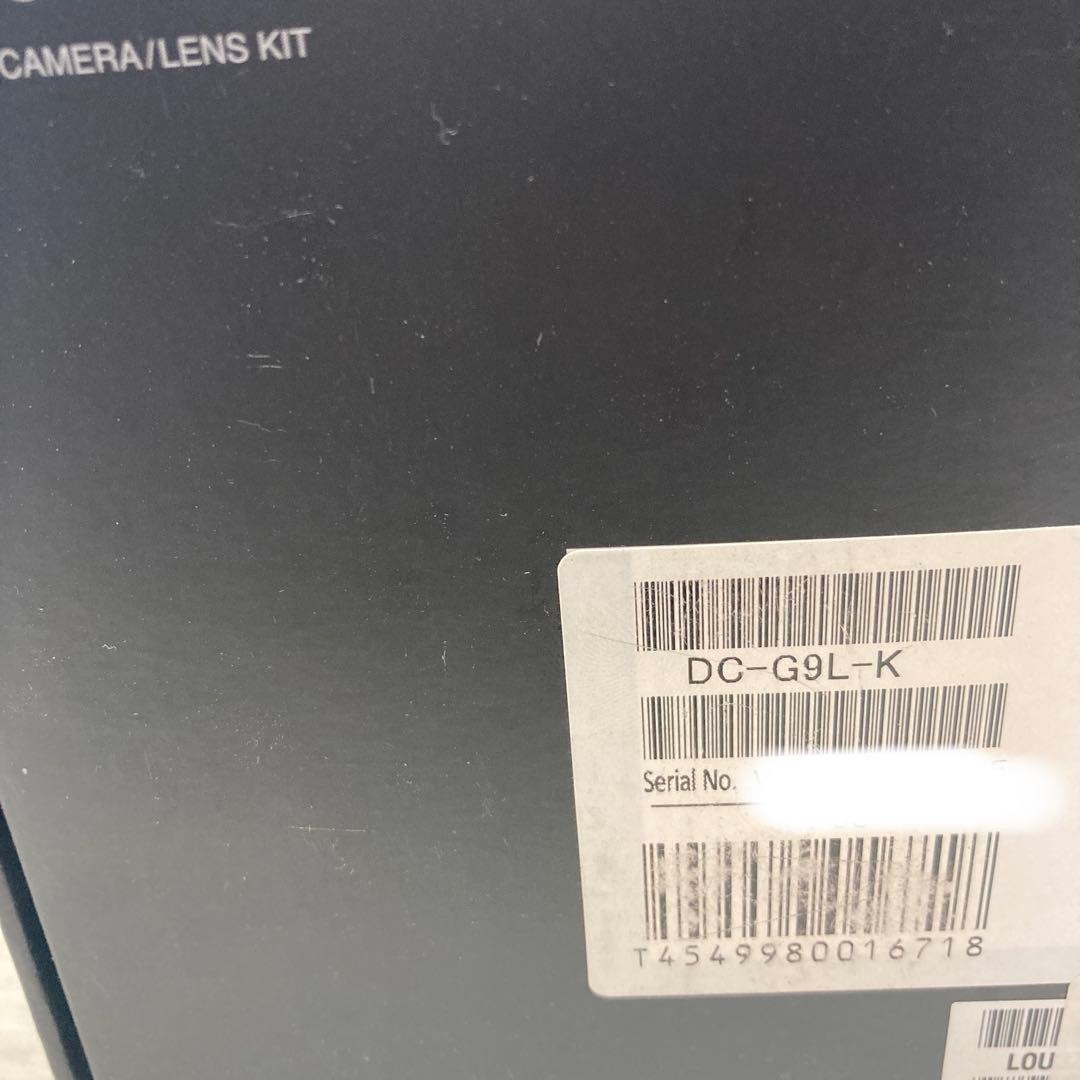 CAMERA/LENS KIT
DC-G9L-K
Serial No.
T4549980016718
LOU